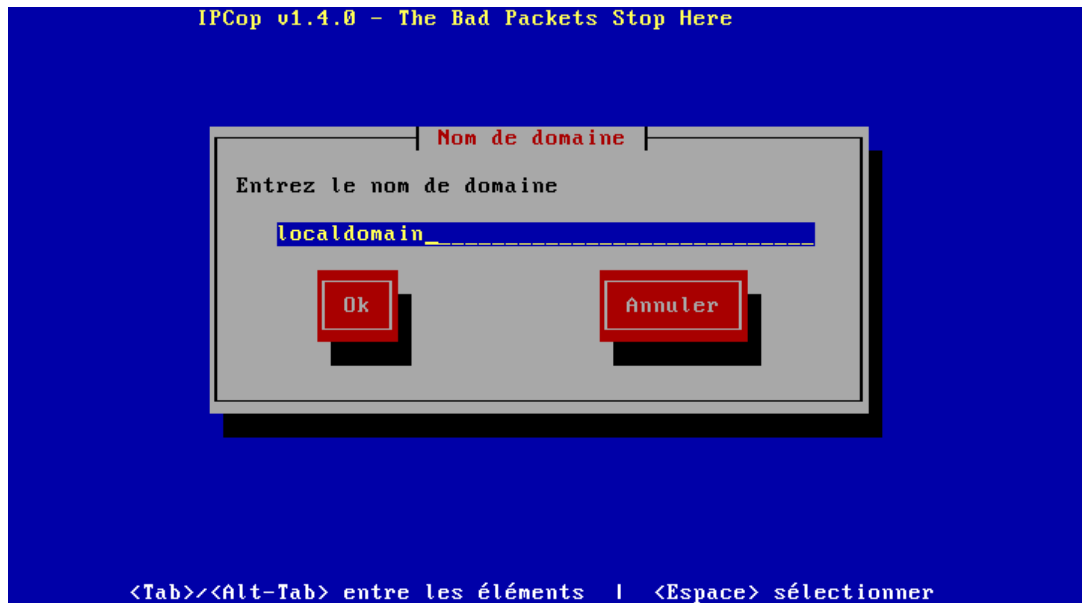 IPCop v1.4.0 - The Bad Packets Stop Here
Nom de domaine
Entrez le nom de domaine
localdomain
Ok
Annuler
<Tab>/<Alt-Tab> entre les éléments | <Espace> sélectionner